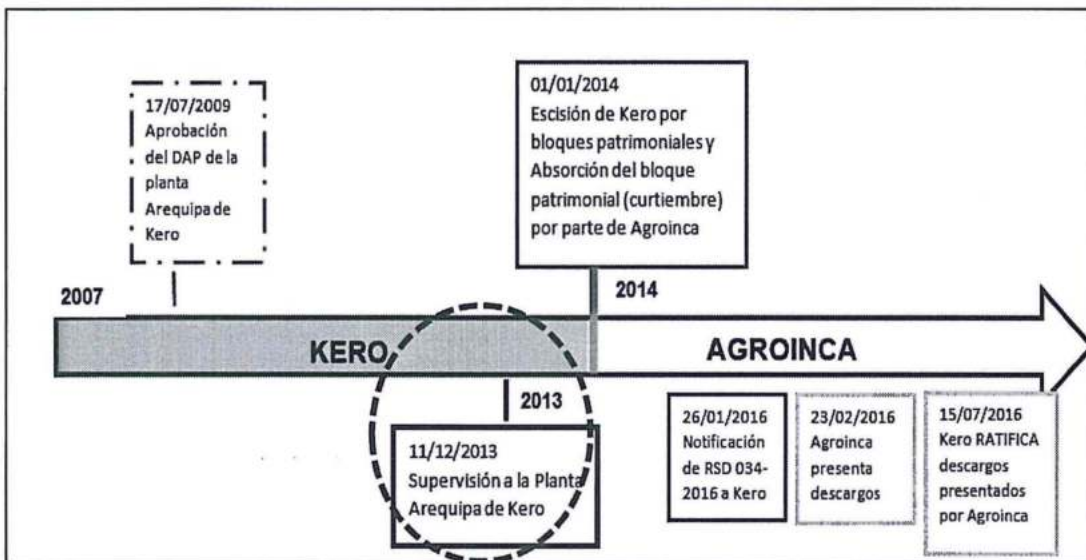 17/07/2009
Aprobación
del DAP de la
planta
Arequipa de
Kero
01/01/2014
Escisión de Kero por
bloques patrimoniales y
Absorción del bloque
patrimonial (curtiembre)
por parte de Agroinca
2007
2014
KERO
AGROINCA
2013
11/12/2013
Supervisión a la Planta
Arequipa de Kero
26/01/2016
Notificación
de RSD 034-
2016 a Kero
23/02/2016
Agroinca
presenta
descargos
15/07/2016
Kero RATIFICA
descargos
presentados
por Agroinca